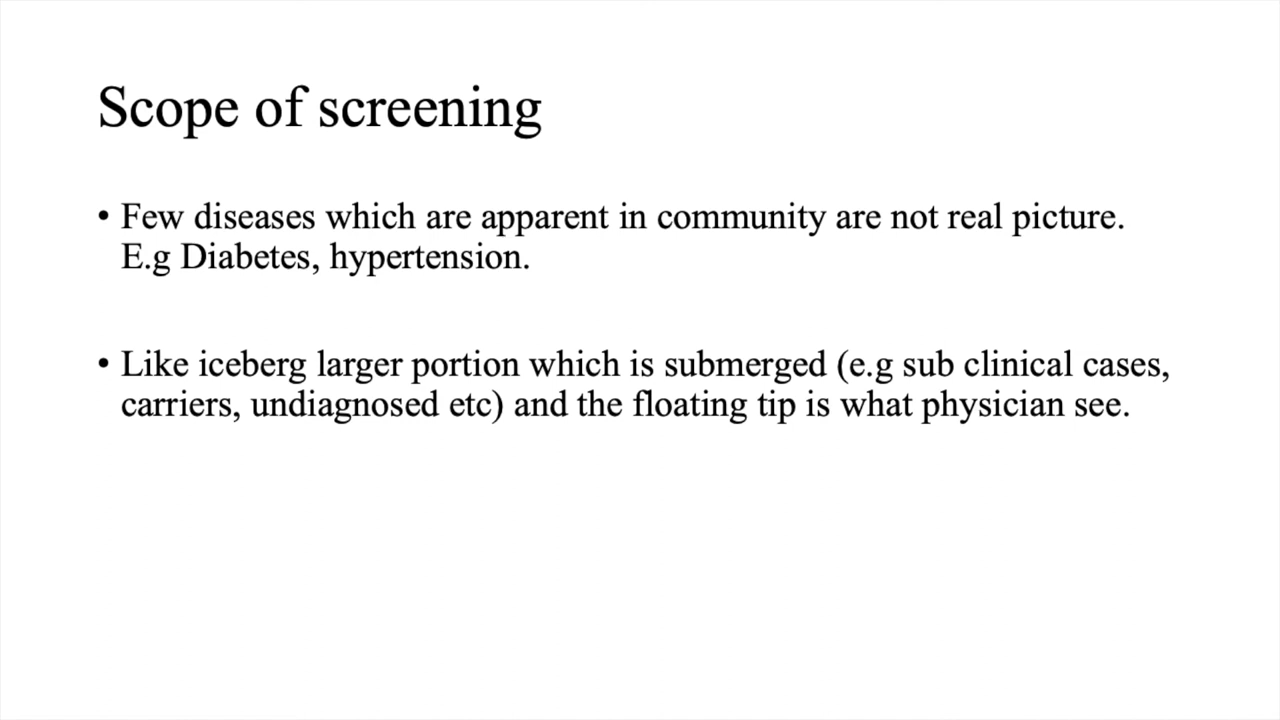 Scope of screening
• Few diseases which are apparent in community are not real picture.
E.g Diabetes, hypertension.
• Like iceberg larger portion which is submerged (e.g sub clinical cases,
carriers, undiagnosed etc) and the floating tip is what physician see.